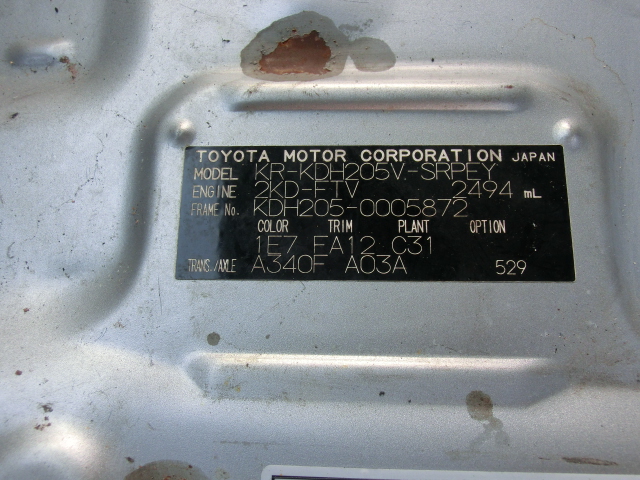 TOYOTA MOTOR CORPORATION JAPAN
MODEL KR-KDH205V-SRPEY
ENGINE 2KD-FTV 2494 mL
FRAME No. KDH205-0005872
COLOR TRIM PLANT OPTION
1E7 FA12 C31
TRANS./AXLE A340F A03A 529